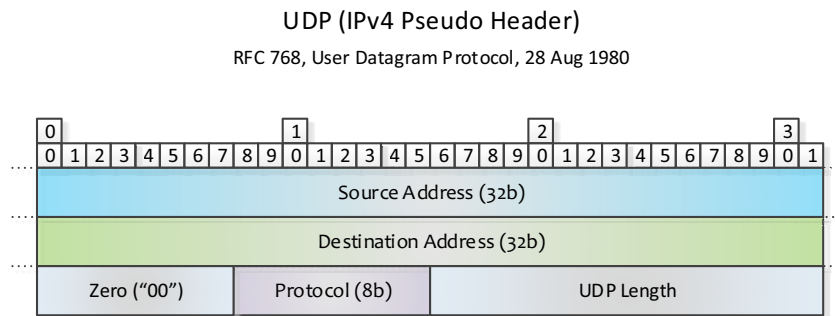 UDP (IPv4 Pseudo Header)
RFC 768, User Datagram Protocol, 28 Aug 1980
0 1 2 3
0 1 2 3 4 5 6 7 8 9 0 1 2 3 4 5 6 7 8 9 0 1 2 3 4 5 6 7 8 9 0 1
Source Address (32b)
Destination Address (32b)
Zero (“00”) Protocol (8b) UDP Length